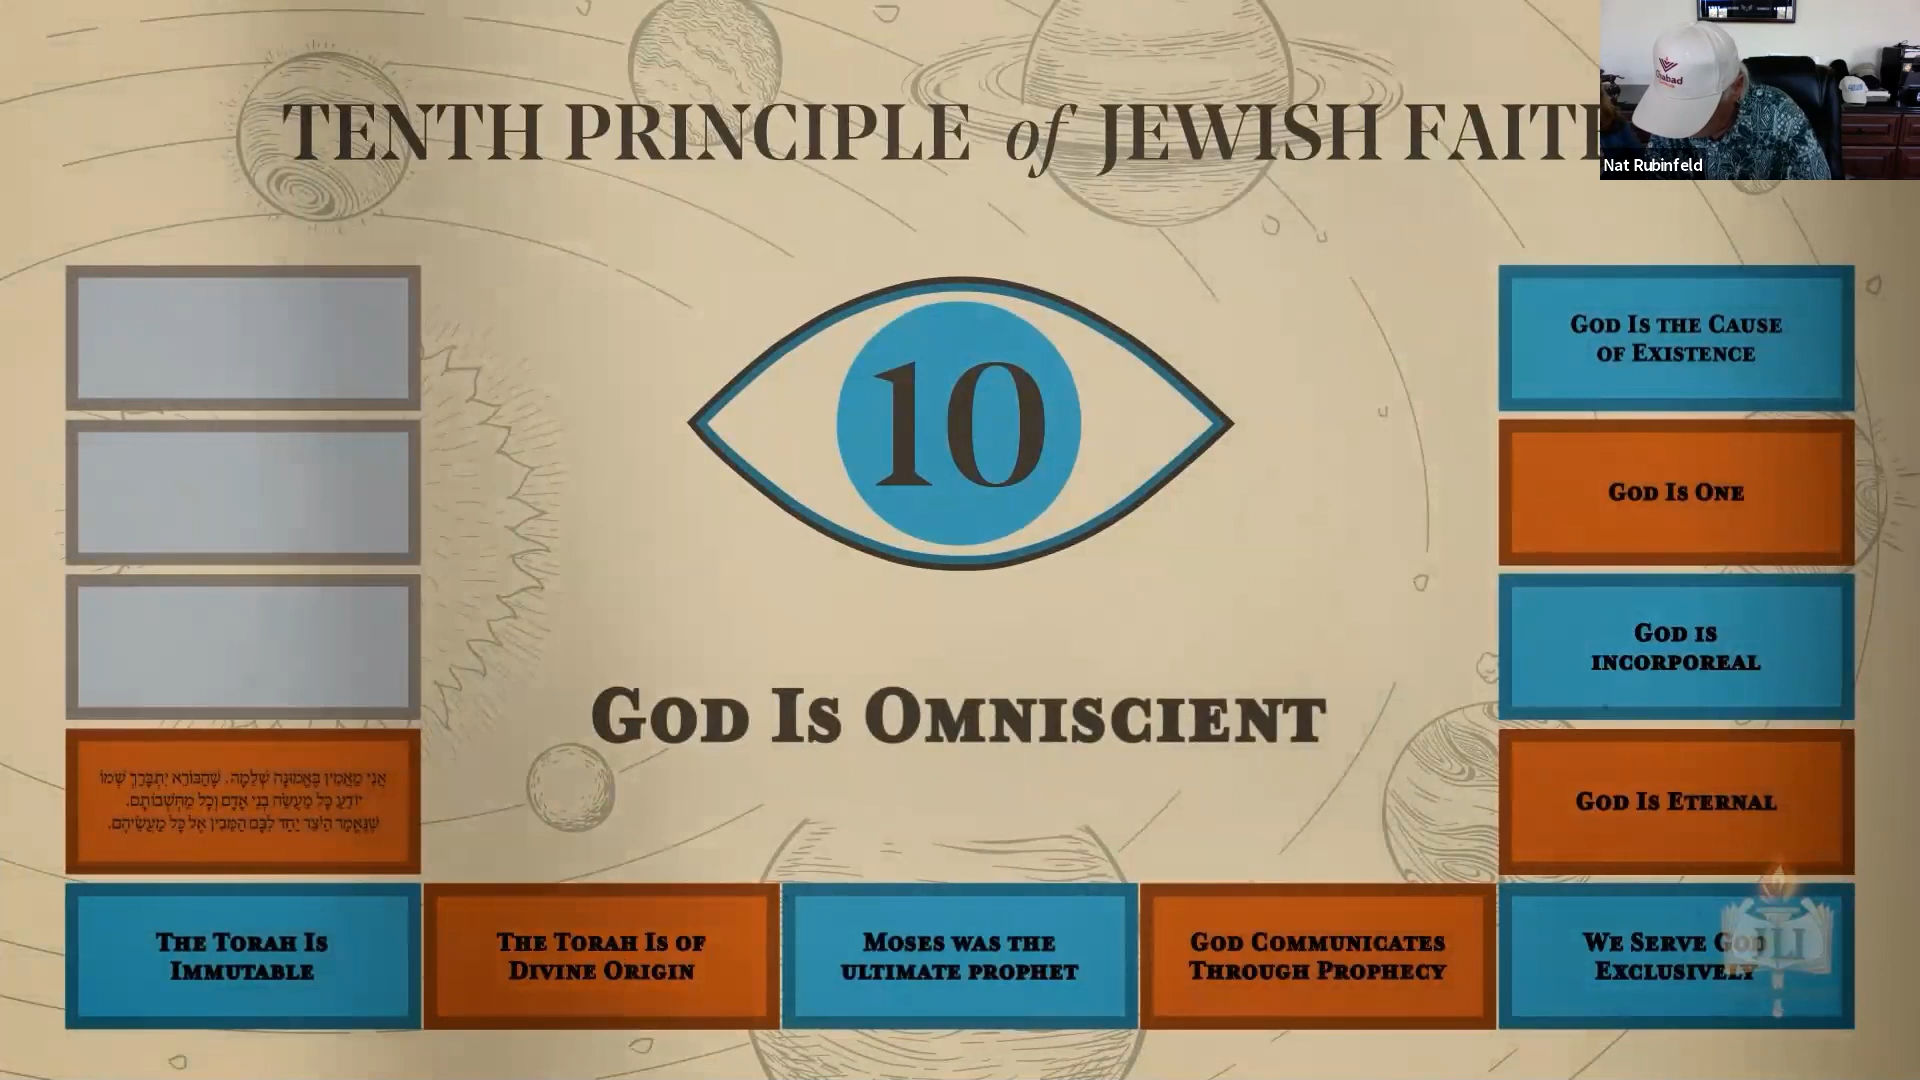 TENTH PRINCIPLE of JEWISH FAITH
Chabad
Nat Rubinfeld
10
GOD IS OMNISCIENT
GOD IS THE CAUSE
OF EXISTENCE
GOD IS ONE
GOD IS
INCORPOREAL
GOD IS ETERNAL
WE SERVE GOD
EXCLUSIVELY
JLI
GOD COMMUNICATES
THROUGH PROPHECY
MOSES WAS THE
ULTIMATE PROPHET
THE TORAH IS OF
DIVINE ORIGIN
THE TORAH IS
IMMUTABLE
אֲנִי מַאֲמִין בֶּאֱמוּנָה שְׁלֵמָה. שֶׁהַבּוֹרֵא יִתְבָּרַךְ שְׁמוֹ
יוֹדֵעַ כָּל מַעֲשֵׂה בְנֵי אָדָם וְכָל מַחְשְׁבוֹתָם.
שֶׁנֶּאֱמַר הַיֹּצֵר יַחַד לִבָּם הַמֵּבִין אֶל כָּל מַעֲשֵׂיהֶם.